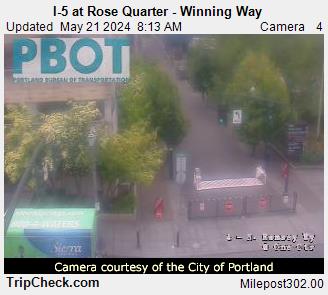 I-5 at Rose Quarter - Winning Way
Updated May 21 2024 8:13 AM Camera 4
PBOT
PORTLAND BUREAU OF TRANSPORTATION
Sierra
Camera courtesy of the City of Portland
TripCheck.com Milepost302.00